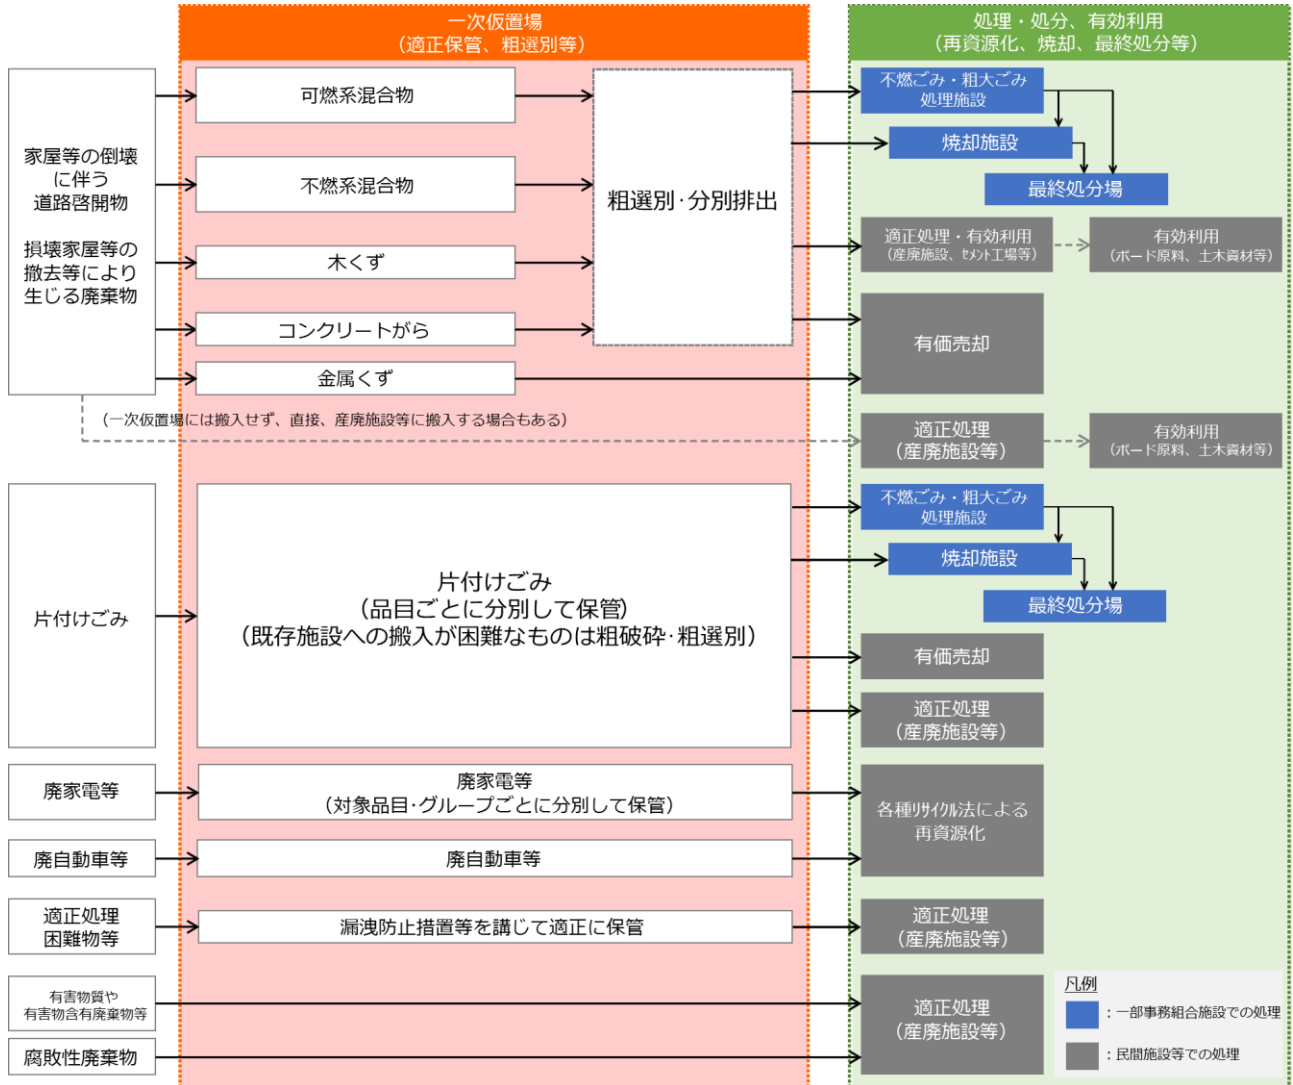 一次仮置場
（適正保管、粗選別等）
処理・処分、有効利用
（再資源化、焼却、最終処分等）
家屋等の倒壊
に伴う
道路啓開物
損壊家屋等の
撤去等により
生じる廃棄物
可燃系混合物
不燃系混合物
木くず
コンクリートがら
金属くず
粗選別･分別排出
不燃ごみ・粗大ごみ
処理施設
焼却施設
最終処分場
適正処理・有効利用
（産廃施設、ｾﾒﾝﾄ工場等）
有効利用
（ボード原料、土木資材等）
有価売却
（一次仮置場には搬入せず、直接、産廃施設等に搬入する場合もある）
適正処理
（産廃施設等）
有効利用
（ボード原料、土木資材等）
片付けごみ
片付けごみ
（品目ごとに分別して保管）
（既存施設への搬入が困難なものは粗破砕･粗選別）
不燃ごみ・粗大ごみ
処理施設
焼却施設
最終処分場
有価売却
適正処理
（産廃施設等）
廃家電等
廃家電等
（対象品目･グループごとに分別して保管）
各種ﾘｻｲｸﾙ法による
再資源化
廃自動車等
廃自動車等
適正処理
困難物等
漏洩防止措置等を講じて適正に保管
適正処理
（産廃施設等）
有害物質や
有害物含有廃棄物等
腐敗性廃棄物
適正処理
（産廃施設等）
凡例
：一部事務組合施設での処理
：民間施設等での処理